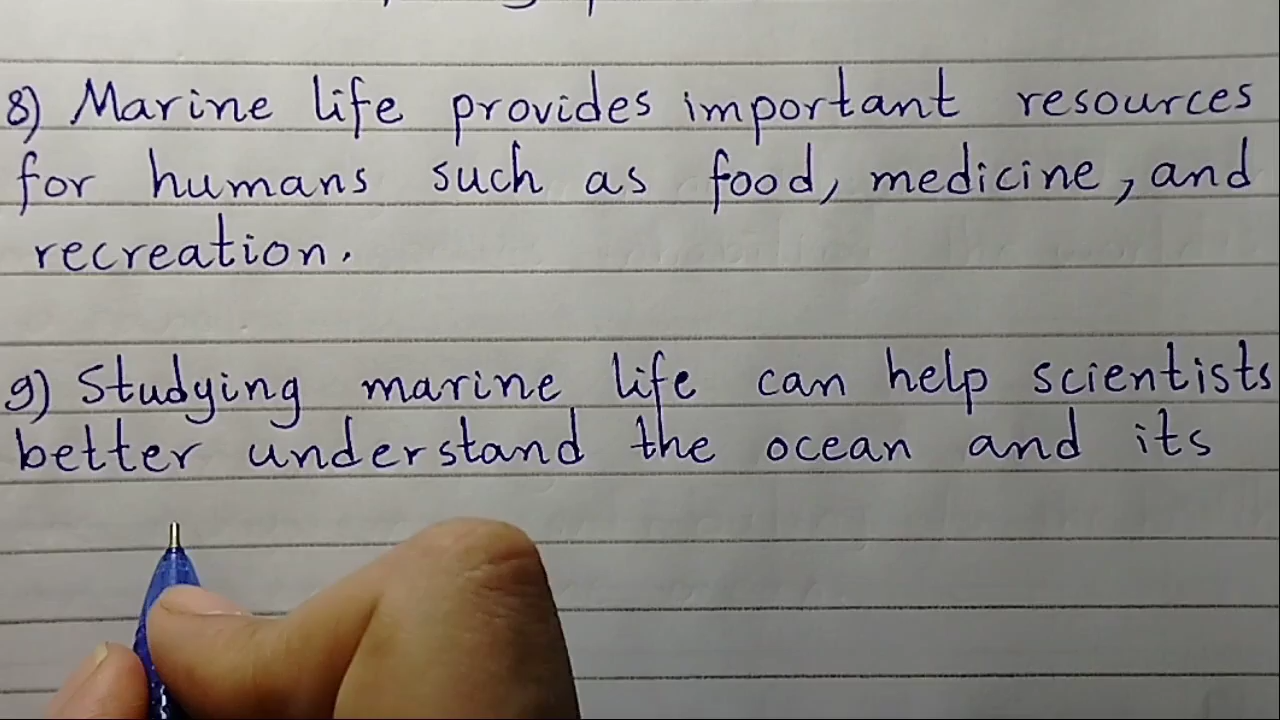 8) Marine life provides important resources
for humans such as food, medicine, and
recreation.
9) Studying marine life can help scientists
better understand the ocean and its